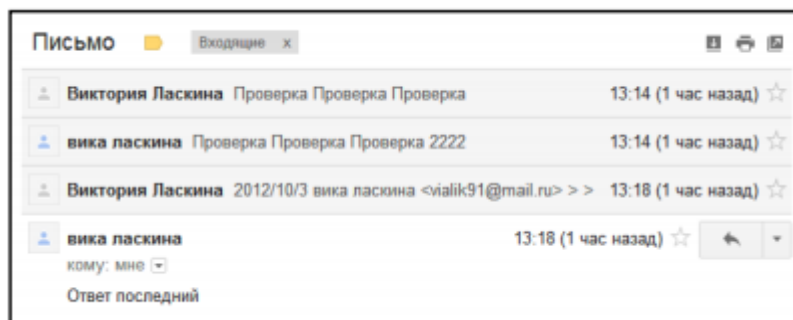 Письмо Входящие x
Виктория Ласкина Проверка Проверка Проверка 13:14 (1 час назад)
вика ласкина Проверка Проверка Проверка 2222 13:14 (1 час назад)
Виктория Ласкина 2012/10/3 вика ласкина <vialik91@mail.ru> > > 13:18 (1 час назад)
вика ласкина 13:18 (1 час назад)
кому: мне
Ответ последний